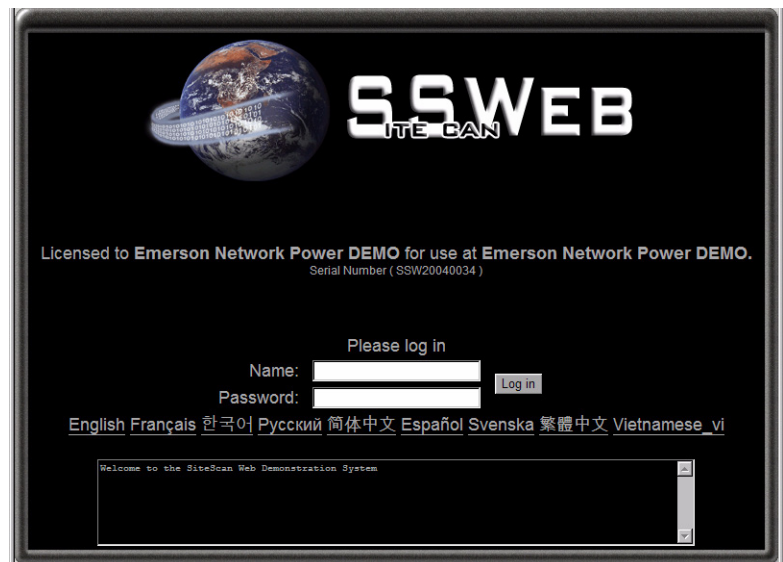 SITE SCAN WEB
Licensed to Emerson Network Power DEMO for use at Emerson Network Power DEMO.
Serial Number ( SSW20040034 )
Please log in
Name:
Log in
Password:
English Français 한국어 Русский 简体中文 Español Svenska 繁體中文 Vietnamese_vi
Welcome to the SiteScan Web Demonstration System